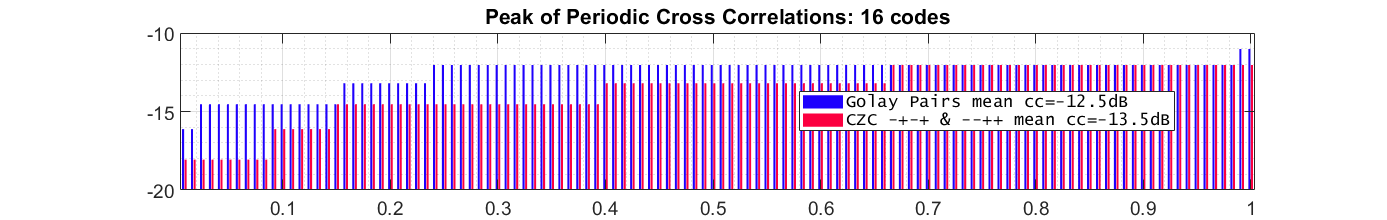 Peak of Periodic Cross Correlations: 16 codes
-10
-15
-20
Golay Pairs mean cc=-12.5dB
CZC -+-+ & --++ mean cc=-13.5dB
0.1 0.2 0.3 0.4 0.5 0.6 0.7 0.8 0.9 1